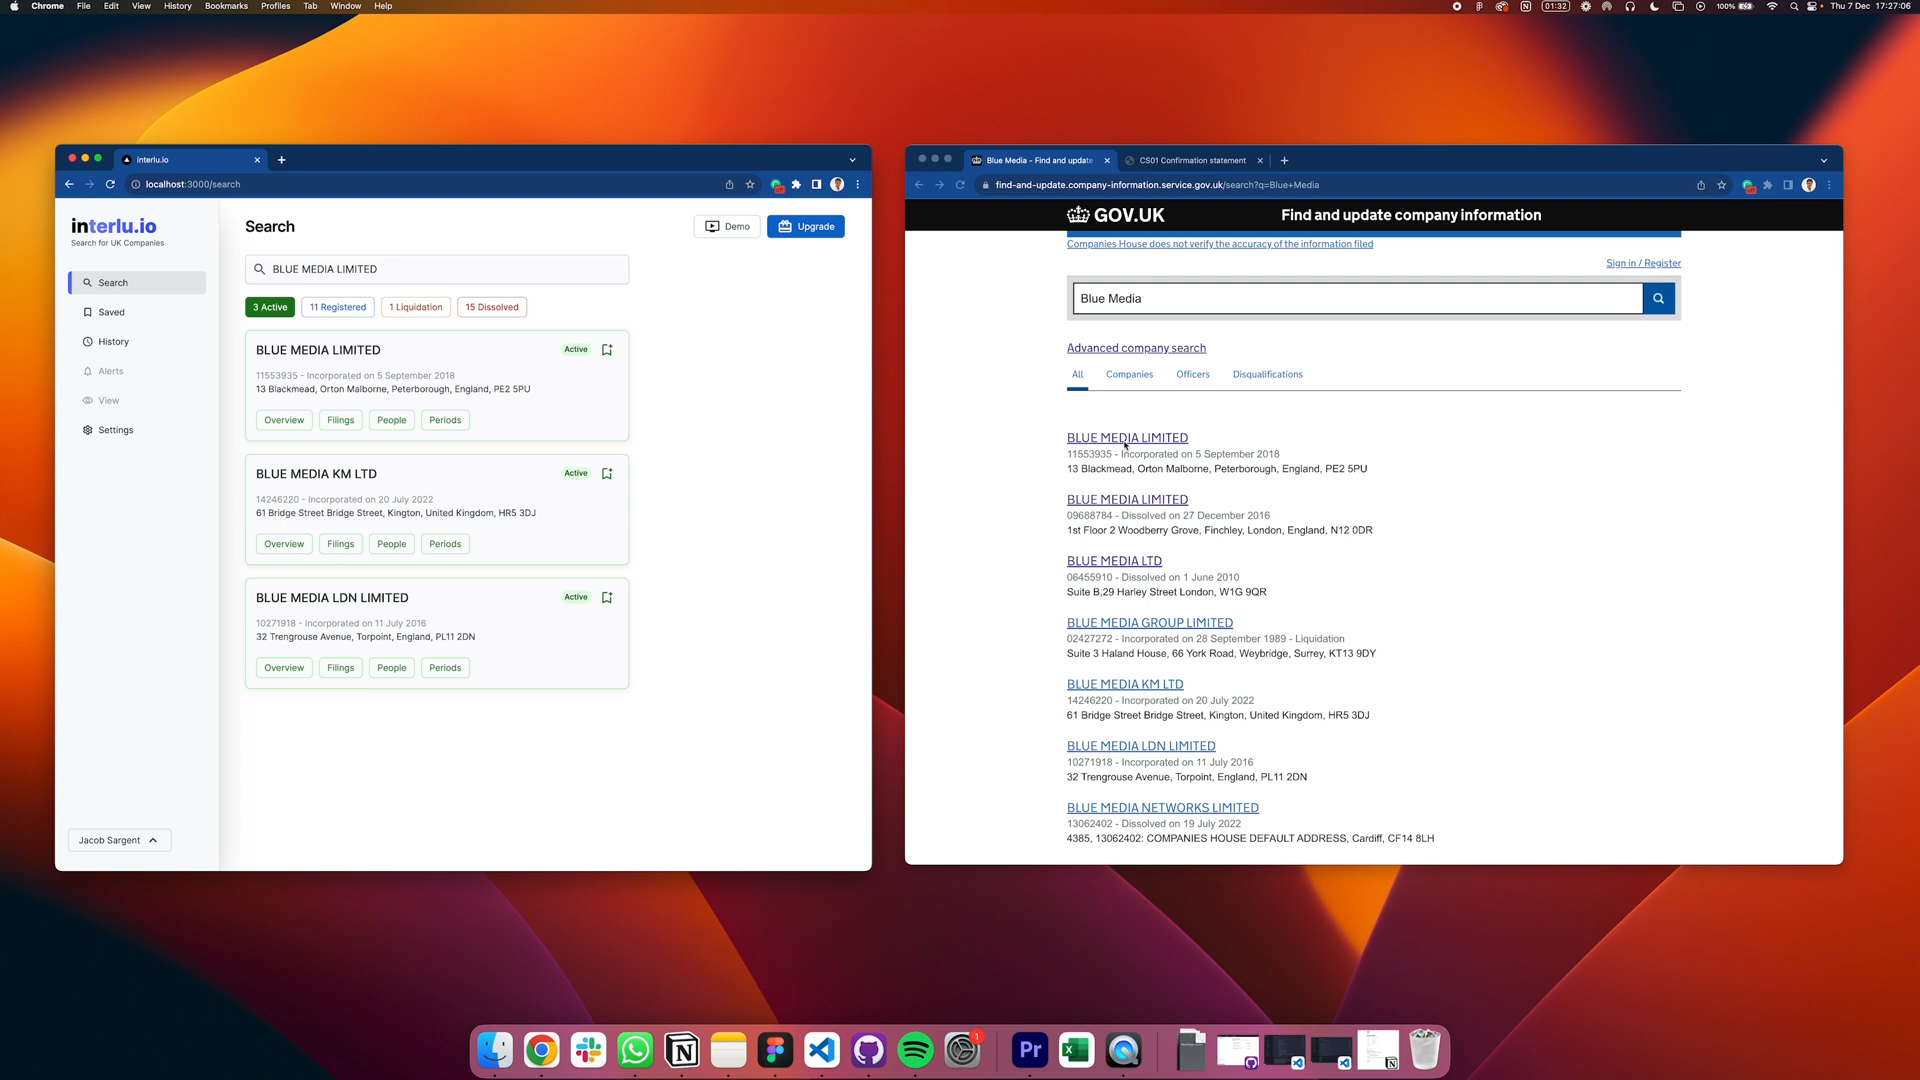 Chrome File Edit View History Bookmarks Profiles Tab Window Help
01:32 100% Thu 7 Dec 17:27:06
interlu.io
localhost:3000/search
interlu.io
Search for UK Companies
Search
Saved
History
Alerts
View
Settings
Jacob Sargent
Search
Demo
Upgrade
BLUE MEDIA LIMITED
3 Active 11 Registered 1 Liquidation 15 Dissolved
BLUE MEDIA LIMITED Active
11553935 - Incorporated on 5 September 2018
13 Blackmead, Orton Malborne, Peterborough, England, PE2 5PU
Overview Filings People Periods
BLUE MEDIA KM LTD Active
14246220 - Incorporated on 20 July 2022
61 Bridge Street Bridge Street, Kington, United Kingdom, HR5 3DJ
Overview Filings People Periods
BLUE MEDIA LDN LIMITED Active
10271918 - Incorporated on 11 July 2016
32 Trengrouse Avenue, Torpoint, England, PL11 2DN
Overview Filings People Periods
Blue Media - Find and update
CS01 Confirmation statement
find-and-update.company-information.service.gov.uk/search?q=Blue+Media
GOV.UK Find and update company information
Companies House does not verify the accuracy of the information filed
Sign in / Register
Blue Media
Advanced company search
All Companies Officers Disqualifications
BLUE MEDIA LIMITED
11553935 - Incorporated on 5 September 2018
13 Blackmead, Orton Malborne, Peterborough, England, PE2 5PU
BLUE MEDIA LIMITED
09688784 - Dissolved on 27 December 2016
1st Floor 2 Woodberry Grove, Finchley, London, England, N12 0DR
BLUE MEDIA LTD
06455910 - Dissolved on 1 June 2010
Suite B,29 Harley Street London, W1G 9QR
BLUE MEDIA GROUP LIMITED
02427272 - Incorporated on 28 September 1989 - Liquidation
Suite 3 Haland House, 66 York Road, Weybridge, Surrey, KT13 9DY
BLUE MEDIA KM LTD
14246220 - Incorporated on 20 July 2022
61 Bridge Street Bridge Street, Kington, United Kingdom, HR5 3DJ
BLUE MEDIA LDN LIMITED
10271918 - Incorporated on 11 July 2016
32 Trengrouse Avenue, Torpoint, England, PL11 2DN
BLUE MEDIA NETWORKS LIMITED
13062402 - Dissolved on 19 July 2022
4385, 13062402: COMPANIES HOUSE DEFAULT ADDRESS, Cardiff, CF14 8LH
1
Pr